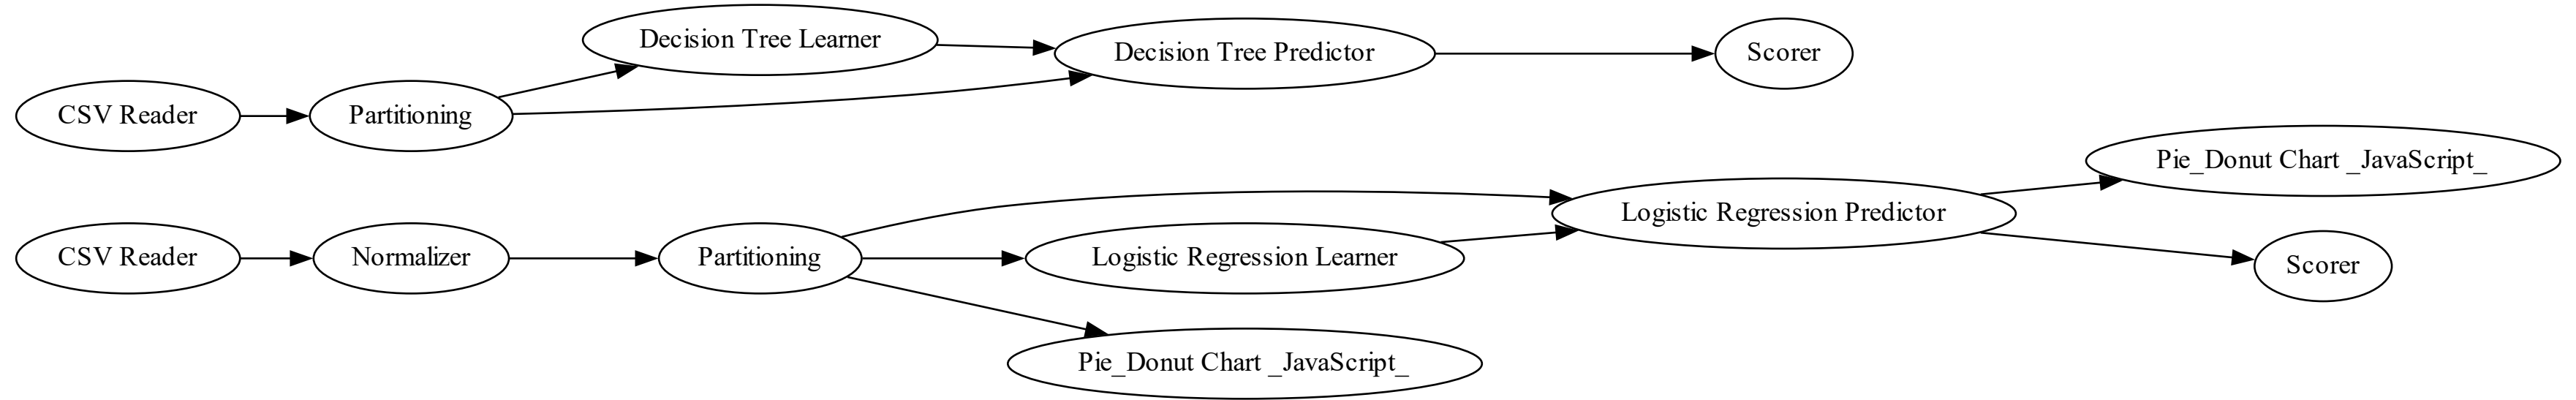 CSV Reader
Partitioning
Decision Tree Learner
Decision Tree Predictor
Scorer
CSV Reader
Normalizer
Partitioning
Logistic Regression Learner
Pie_Donut Chart _JavaScript_
Logistic Regression Predictor
Pie_Donut Chart _JavaScript_
Scorer